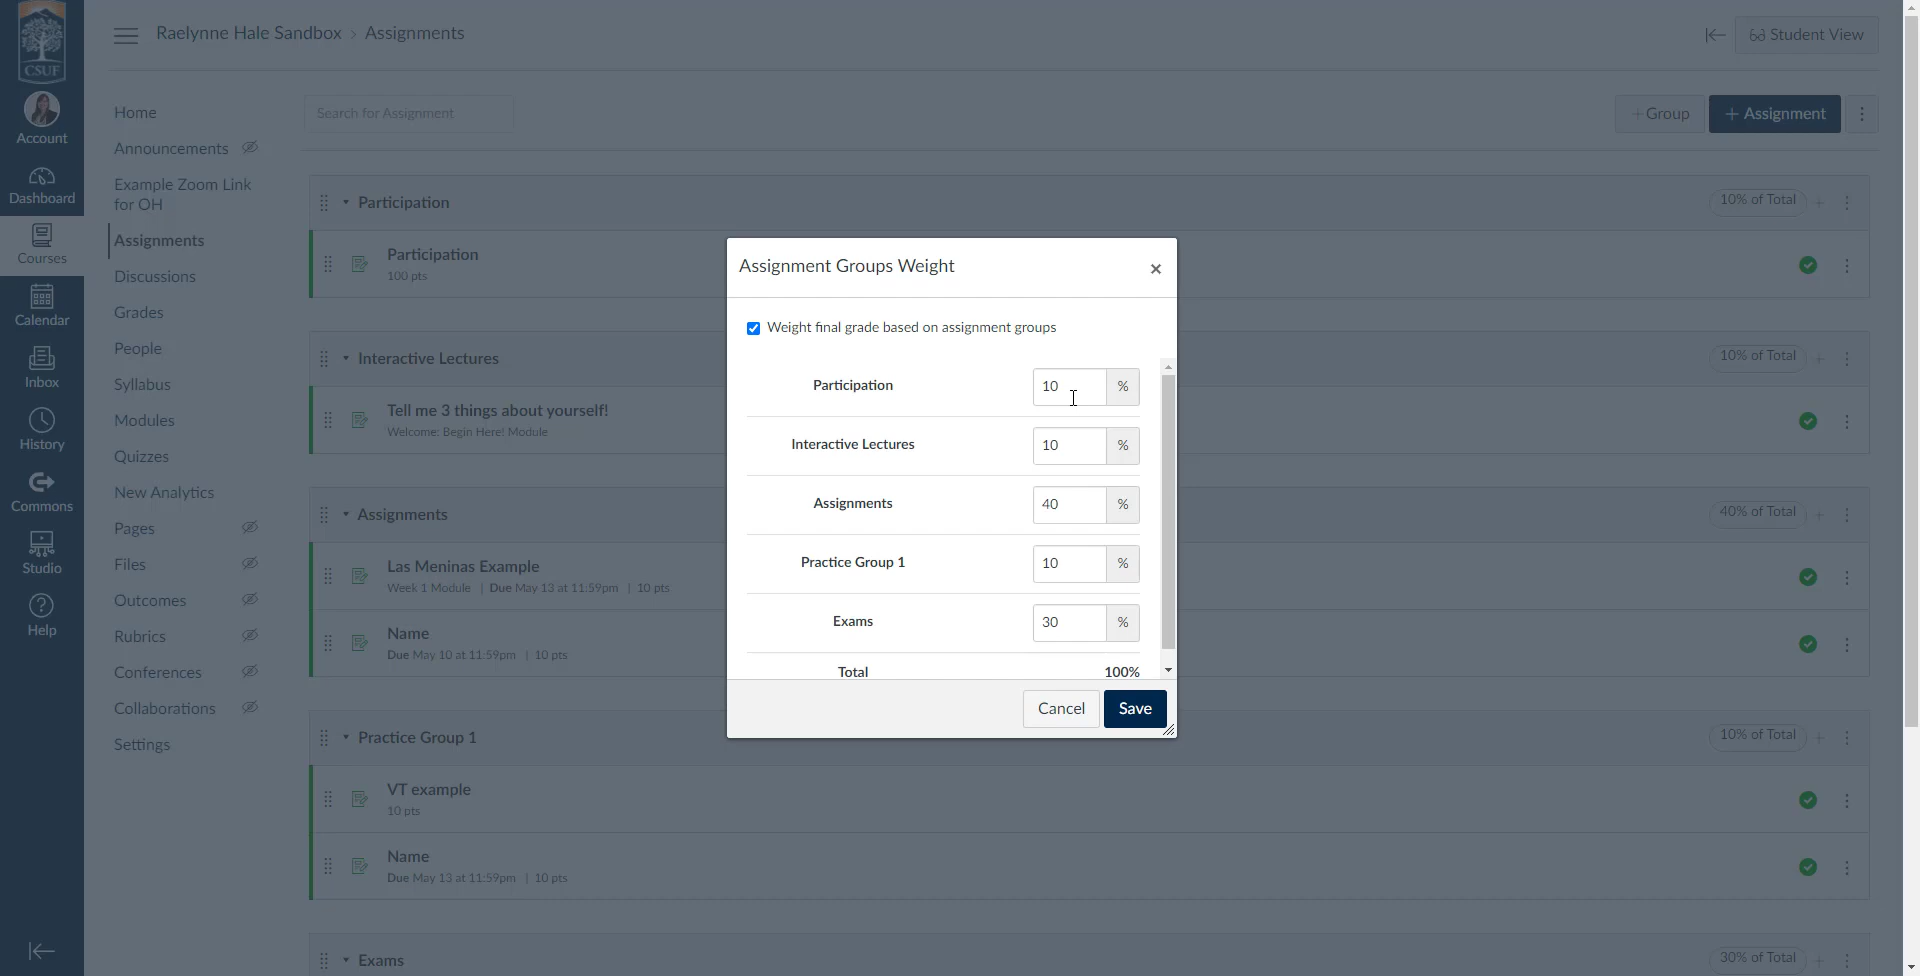 CSUF
Account
Dashboard
Courses
Calendar
Inbox
History
Commons
Studio
Help
Raelynne Hale Sandbox › Assignments
Student View
Home
Announcements
Example Zoom Link
for OH
Assignments
Discussions
Grades
People
Syllabus
Modules
Quizzes
New Analytics
Pages
Files
Outcomes
Rubrics
Conferences
Collaborations
Settings
Search for Assignment
+ Group
+ Assignment
Participation
10% of Total +
Participation
100 pts
Interactive Lectures
10% of Total +
Tell me 3 things about yourself!
Welcome: Begin Here! Module
Assignments
40% of Total +
Las Meninas Example
Week 1 Module | Due May 13 at 11:59pm | 10 pts
Name
Due May 10 at 11:59pm | 10 pts
Practice Group 1
10% of Total +
VT example
10 pts
Name
Due May 13 at 11:59pm | 10 pts
Exams
30% of Total +
Assignment Groups Weight
×
Weight final grade based on assignment groups
Participation 10 %
Interactive Lectures 10 %
Assignments 40 %
Practice Group 1 10 %
Exams 30 %
Total 100%
Cancel
Save